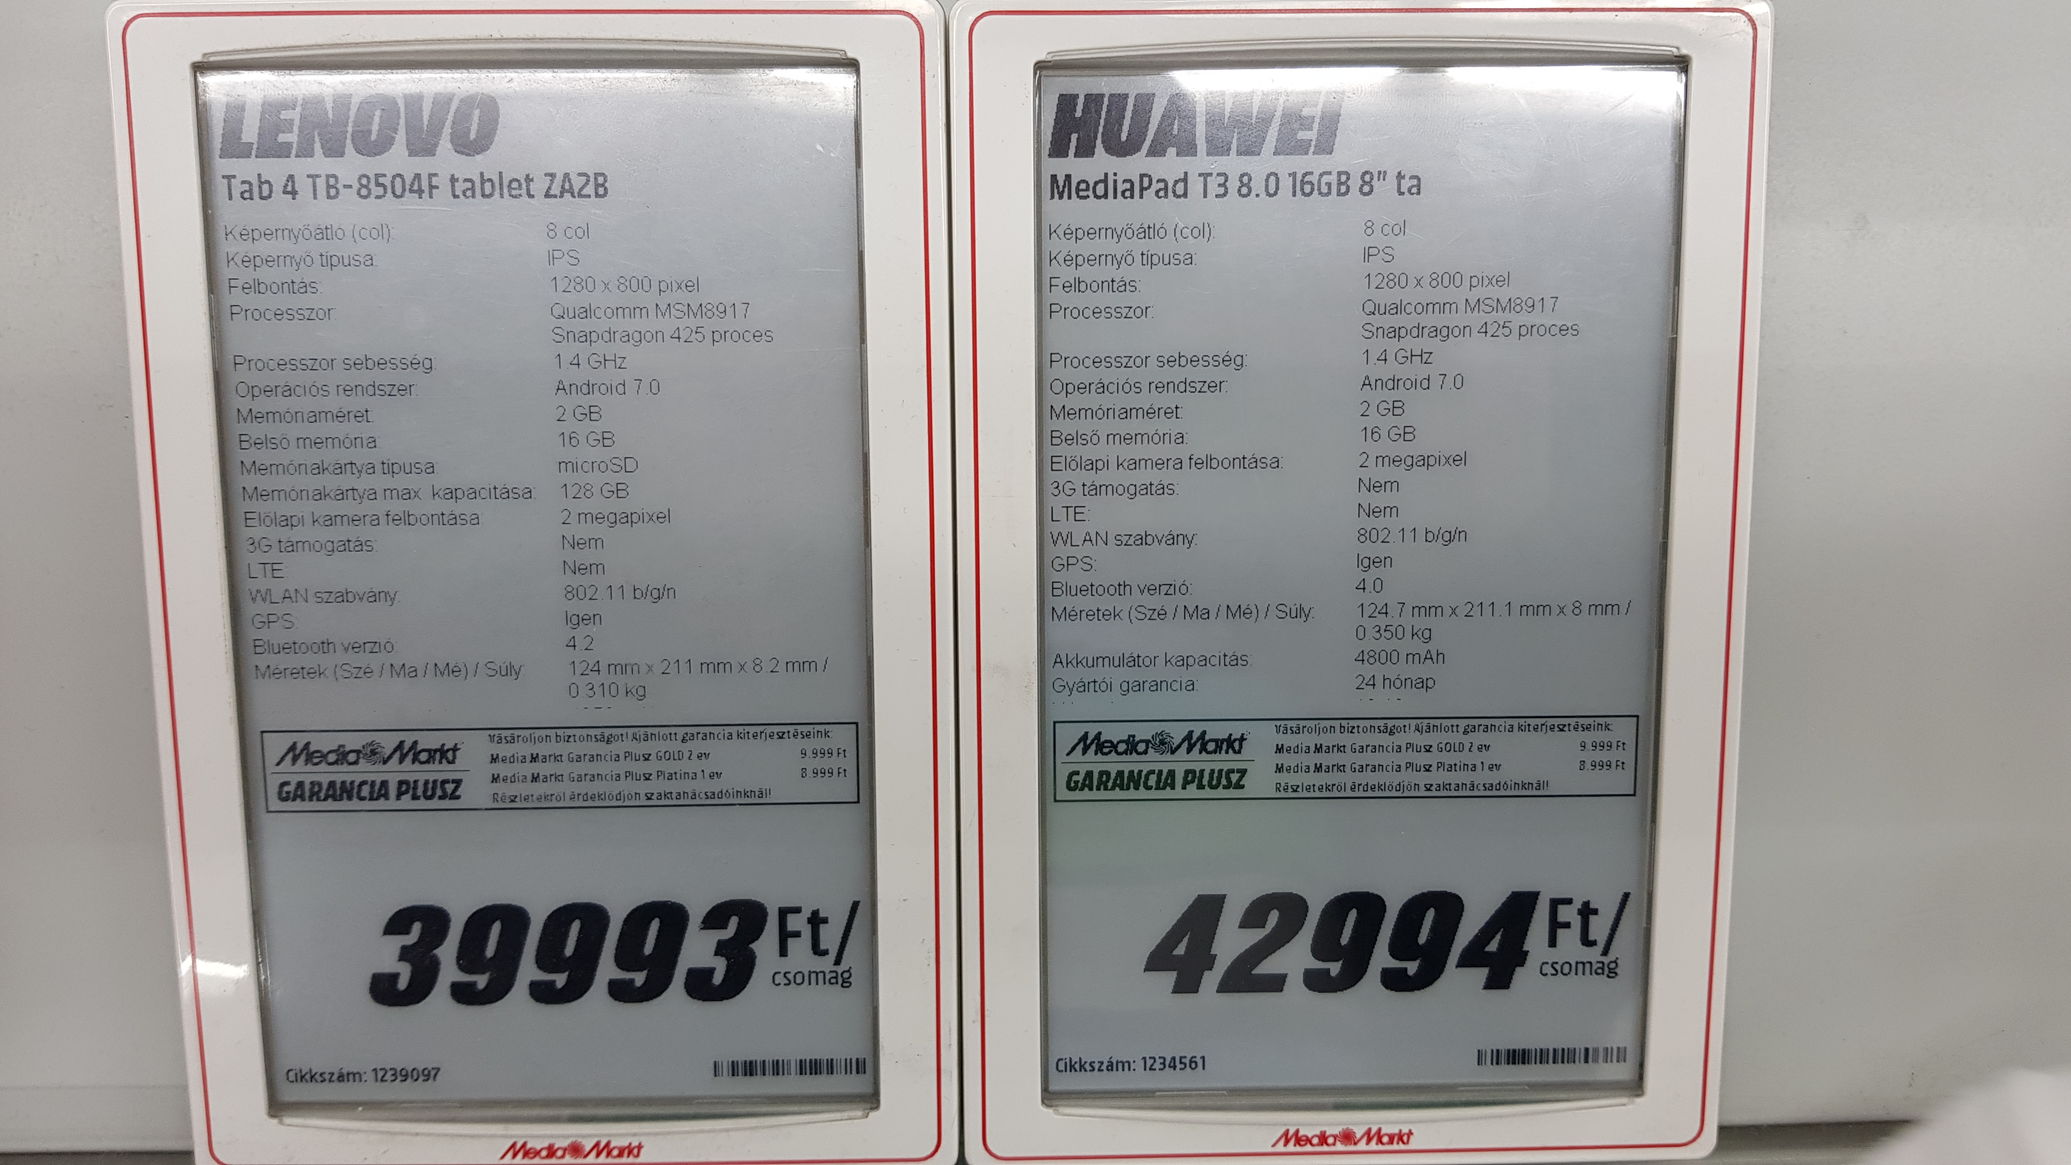 LENOVO
Tab 4 TB-8504F tablet ZA2B
Képernyőátló (col): 8 col
Képernyő típusa: IPS
Felbontás: 1280 x 800 pixel
Processzor: Qualcomm MSM8917
Snapdragon 425 proces
Processzor sebesség: 1.4 GHz
Operációs rendszer: Android 7.0
Memóriaméret: 2 GB
Belső memória: 16 GB
Memóriakártya típusa: microSD
Memóriakártya max. kapacitása: 128 GB
Előlapi kamera felbontása: 2 megapixel
3G támogatás: Nem
LTE: Nem
WLAN szabvány: 802.11 b/g/n
GPS: Igen
Bluetooth verzió: 4.2
Méretek (Szé / Ma / Mé) / Súly: 124 mm x 211 mm x 8.2 mm /
0.310 kg
Media Markt
GARANCIA PLUSZ
Vásároljon biztonságot! Ajánlott garancia kiterjesztéseink:
Media Markt Garancia Plusz GOLD 2 ev 9.999 Ft
Media Markt Garancia Plusz Platina 1 ev 8.999 Ft
Részletekről érdeklődjön szaktanácsadóinknál!
39993 Ft/
csomag
Cikkszám: 1239097
Media Markt
HUAWEI
MediaPad T3 8.0 16GB 8" ta
Képernyőátló (col): 8 col
Képernyő típusa: IPS
Felbontás: 1280 x 800 pixel
Processzor: Qualcomm MSM8917
Snapdragon 425 proces
Processzor sebesség: 1.4 GHz
Operációs rendszer: Android 7.0
Memóriaméret: 2 GB
Belső memória: 16 GB
Előlapi kamera felbontása: 2 megapixel
3G támogatás: Nem
LTE: Nem
WLAN szabvány: 802.11 b/g/n
GPS: Igen
Bluetooth verzió: 4.0
Méretek (Szé / Ma / Mé) / Súly: 124.7 mm x 211.1 mm x 8 mm /
0.350 kg
Akkumulátor kapacitás: 4800 mAh
Gyártói garancia: 24 hónap
Media Markt
GARANCIA PLUSZ
Vásároljon biztonságot! Ajánlott garancia kiterjesztéseink:
Media Markt Garancia Plusz GOLD 2 ev 9.999 Ft
Media Markt Garancia Plusz Platina 1 ev 8.999 Ft
Részletekről érdeklődjön szaktanácsadóinknál!
42994 Ft/
csomag
Cikkszám: 1234561
Media Markt